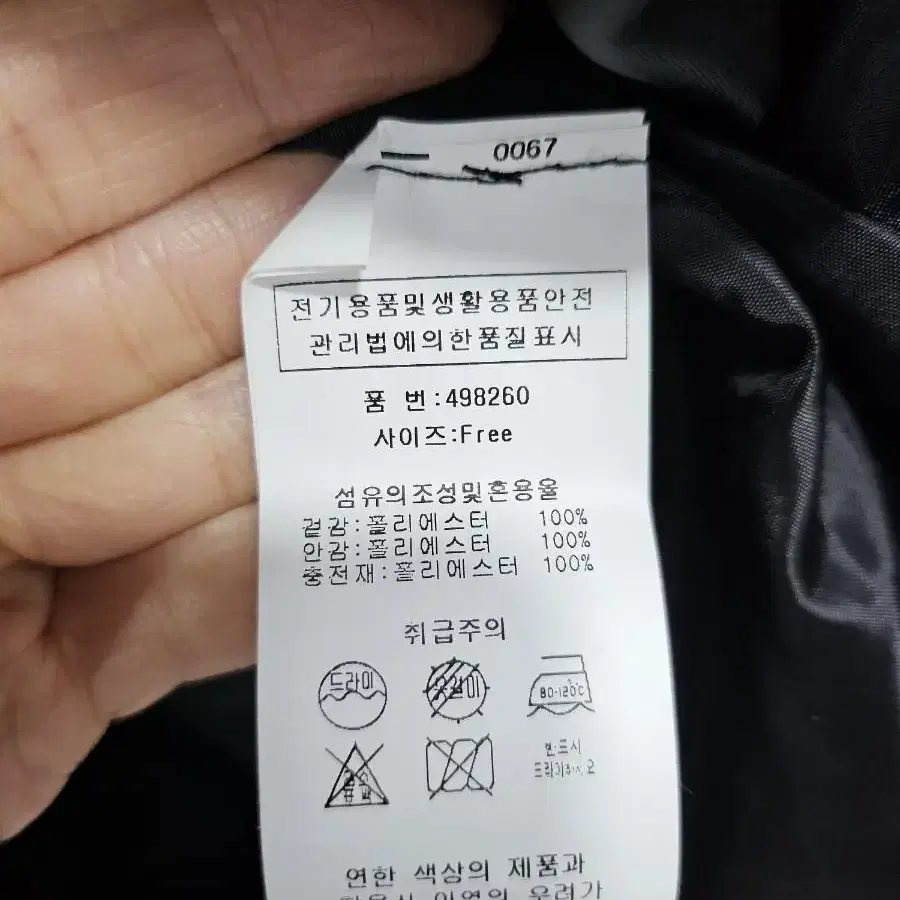 0067
전기용품및생활용품안전
관리법에의한품질표시
품 번:498260
사이즈:Free
섬유의조성및혼용율
겉감:폴리에스터 100%
안감:폴리에스터 100%
충전재:폴리에스터 100%
취급주의
드라이
80-120℃
반드시
연한 색상의 제품과